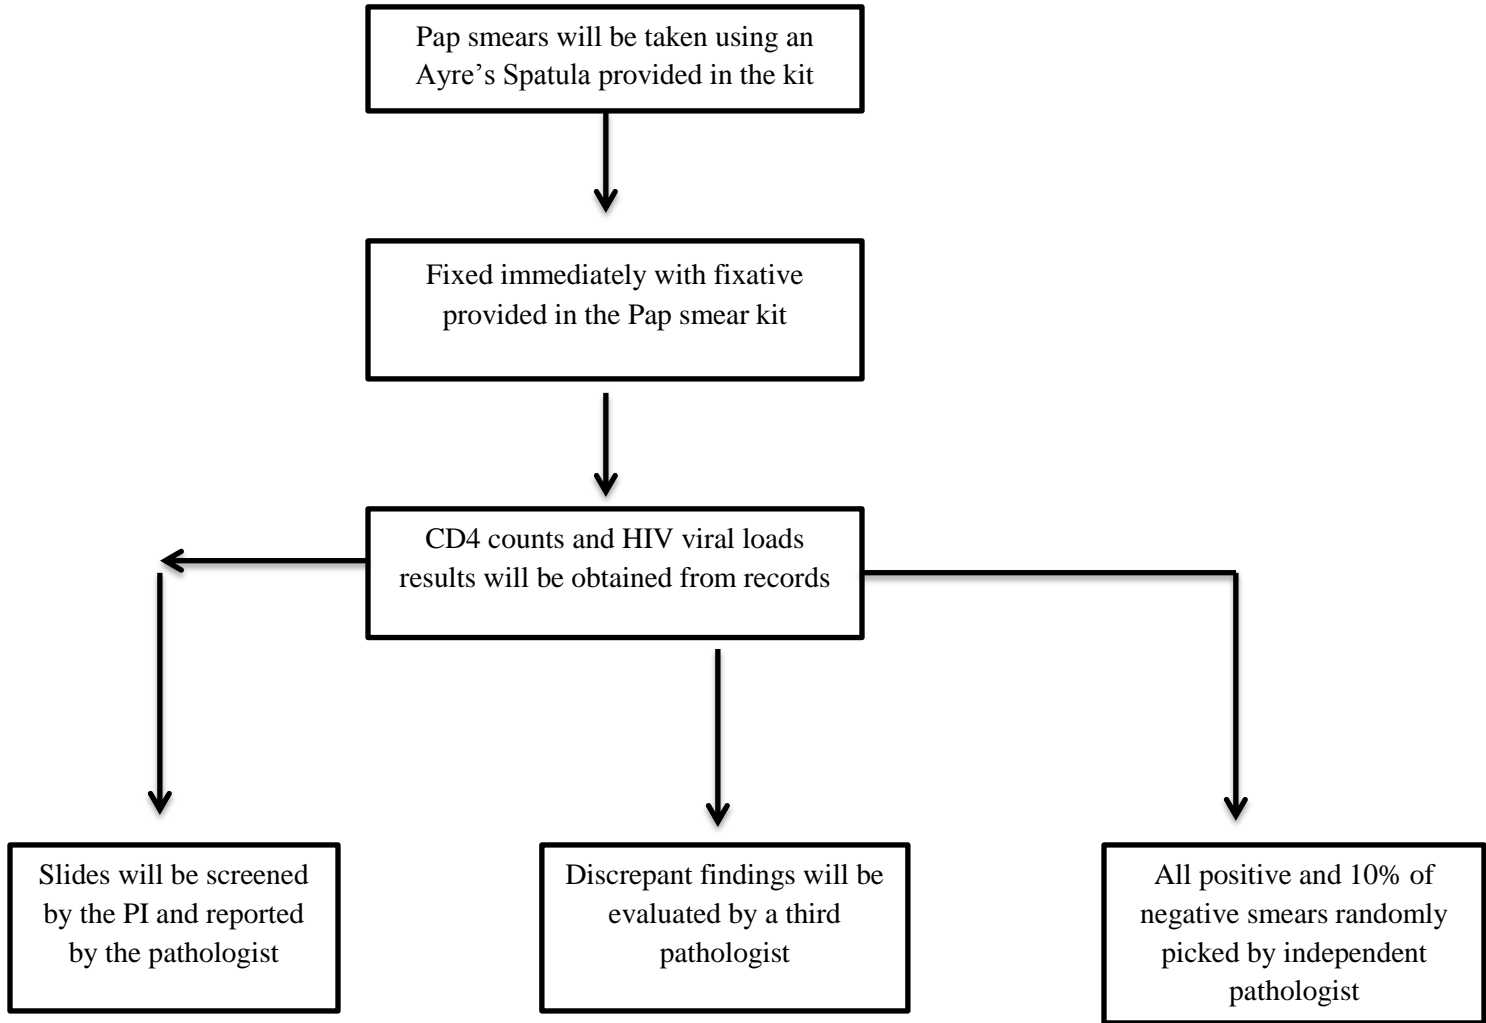 Pap smears will be taken using an
Ayre’s Spatula provided in the kit
Fixed immediately with fixative
provided in the Pap smear kit
CD4 counts and HIV viral loads
results will be obtained from records
Slides will be screened
by the PI and reported
by the pathologist
Discrepant findings will be
evaluated by a third
pathologist
All positive and 10% of
negative smears randomly
picked by independent
pathologist